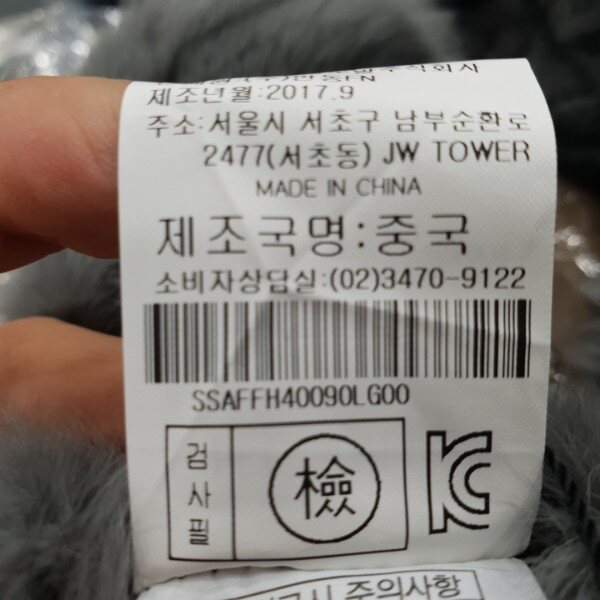 제조년월:2017.9
주소:서울시 서초구 남부순환로
2477(서초동) JW TOWER
MADE IN CHINA
제조국명:중국
소비자상담실:(02)3470-9122
SSAFFH40090LG00
검사필
檢
KC
주의사항